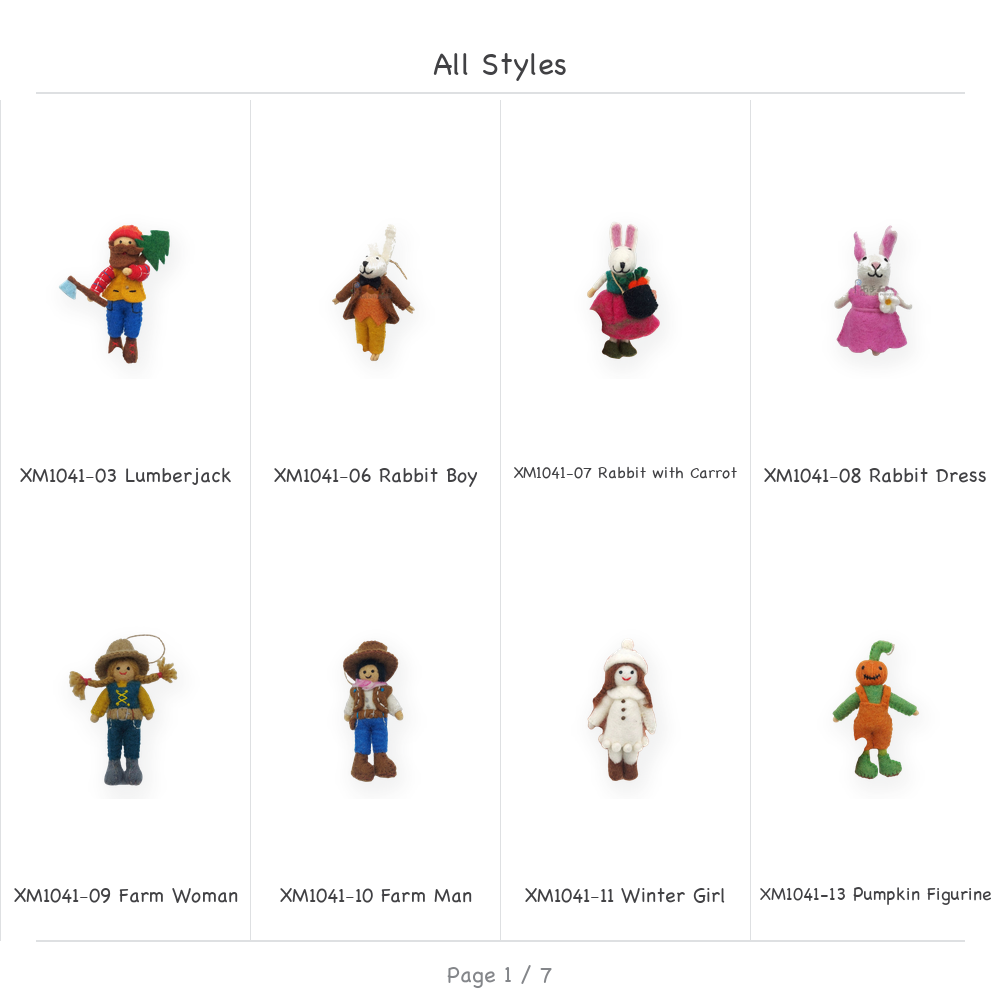 All Styles
XM1041-03 Lumberjack
XM1041-06 Rabbit Boy
XM1041-07 Rabbit with Carrot
XM1041-08 Rabbit Dress
XM1041-09 Farm Woman
XM1041-10 Farm Man
XM1041-11 Winter Girl
XM1041-13 Pumpkin Figurine
Page 1 / 7